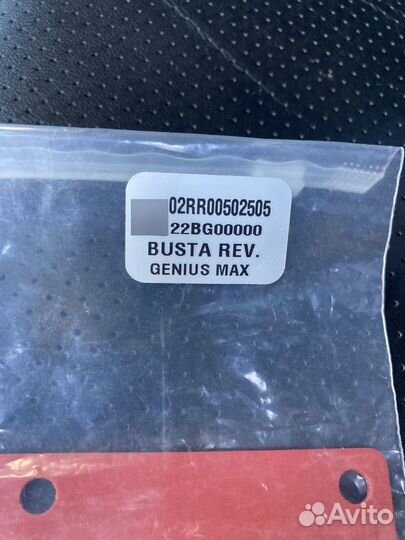 02RR00502505
22BG00000
BUSTA REV.
GENIUS MAX
Avito